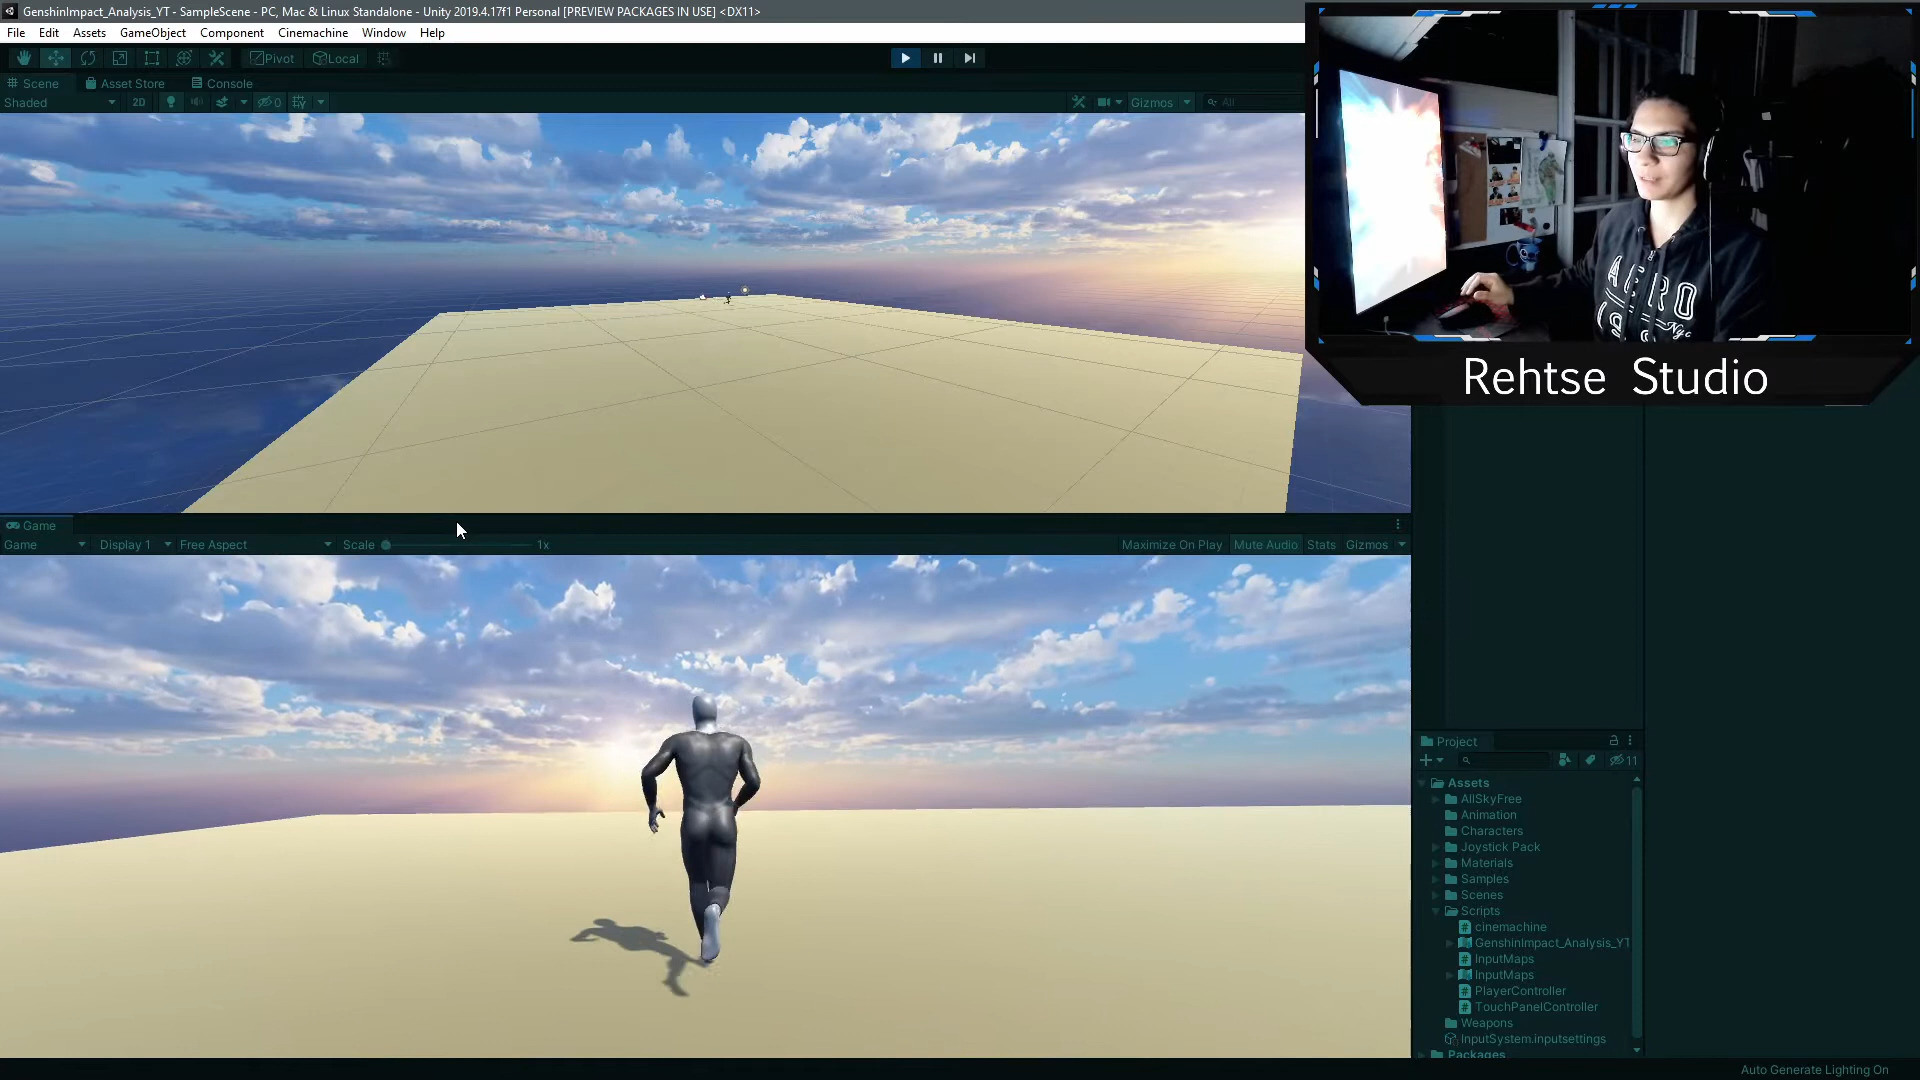 GenshinImpact_Analysis_YT - SampleScene - PC, Mac & Linux Standalone - Unity 2019.4.17f1 Personal [PREVIEW PACKAGES IN USE] <DX11>
File Edit Assets GameObject Component Cinemachine Window Help
Pivot Local
Scene Asset Store Console
Shaded 2D 0 Gizmos All
AERO
Nyc
Rehtse Studio
Game
Game Display 1 Free Aspect Scale 1x Maximize On Play Mute Audio Stats Gizmos
Project
11
Assets
AllSkyFree
Animation
Characters
Joystick Pack
Materials
Samples
Scenes
Scripts
cinemachine
GenshinImpact_Analysis_YT
InputMaps
InputMaps
PlayerController
TouchPanelController
Weapons
InputSystem.inputsettings
Packages
Auto Generate Lighting On